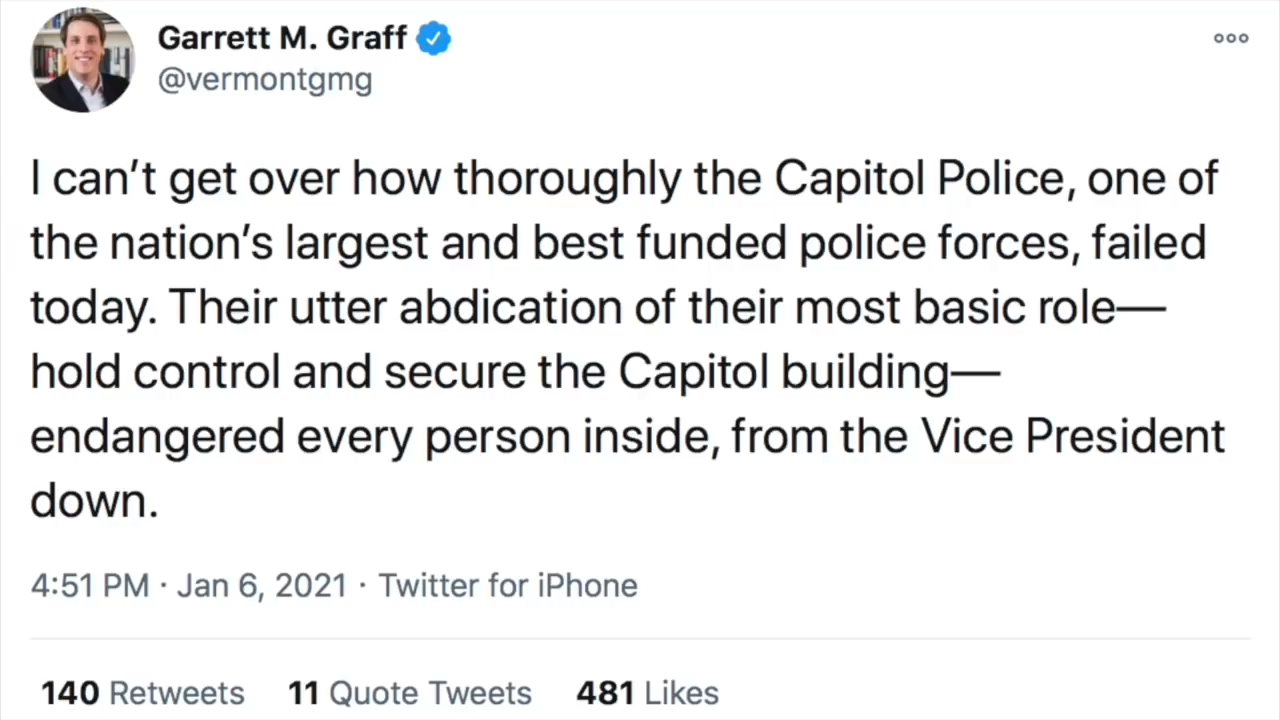 Garrett M. Graff
@vermontgmg
I can’t get over how thoroughly the Capitol Police, one of
the nation’s largest and best funded police forces, failed
today. Their utter abdication of their most basic role—
hold control and secure the Capitol building—
endangered every person inside, from the Vice President
down.
4:51 PM · Jan 6, 2021 · Twitter for iPhone
140 Retweets 11 Quote Tweets 481 Likes